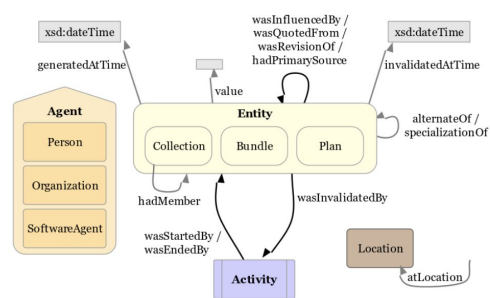 xsd:dateTime
generatedAtTime
wasInfluencedBy /
wasQuotedFrom /
wasRevisionOf /
hadPrimarySource
xsd:dateTime
invalidatedAtTime
value
Agent
Person
Organization
SoftwareAgent
Entity
Collection
Bundle
Plan
alternateOf /
specializationOf
hadMember
wasInvalidatedBy
wasStartedBy /
wasEndedBy
Activity
Location
atLocation